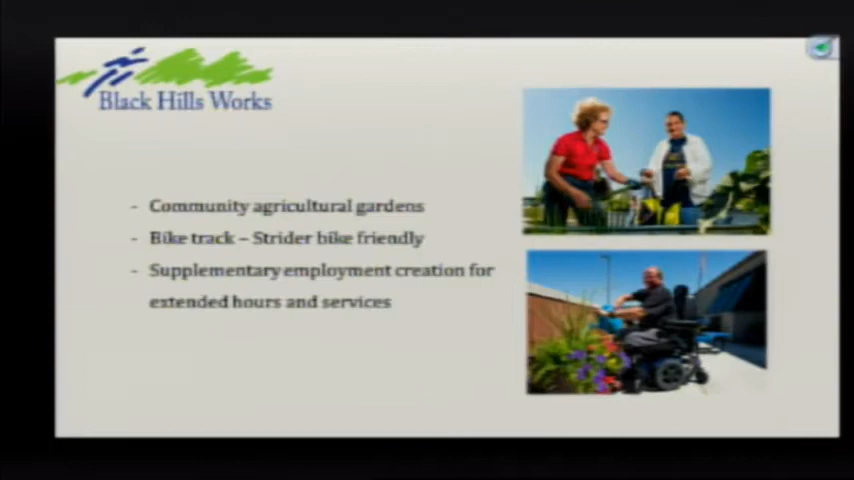 Black Hills Works
- Community agricultural gardens
- Bike track – Strider bike friendly
- Supplementary employment creation for
extended hours and services